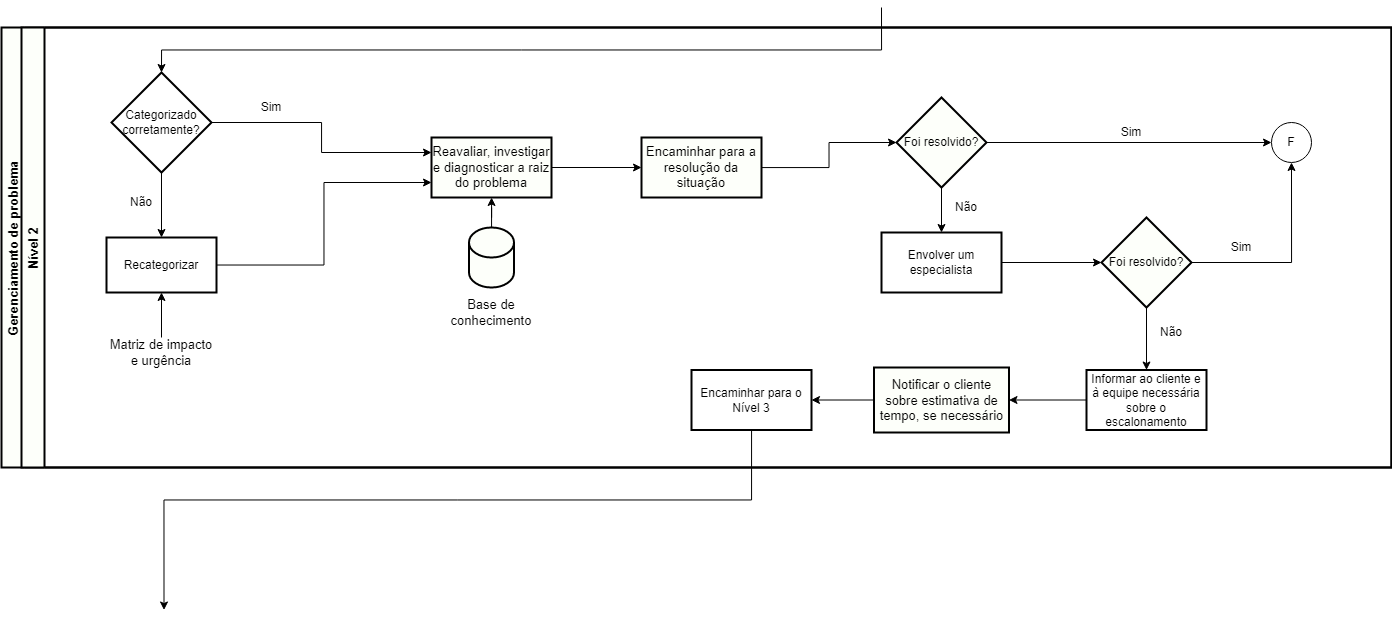 Gerenciamento de problema
Nível 2
Categorizado
corretamente?
Sim
Não
Recategorizar
Matriz de impacto
e urgência
Reavaliar, investigar
e diagnosticar a raiz
do problema
Base de
conhecimento
Encaminhar para a
resolução da
situação
Foi resolvido?
Sim
F
Não
Envolver um
especialista
Foi resolvido?
Sim
Não
Informar ao cliente e
à equipe necessária
sobre o
escalonamento
Notificar o cliente
sobre estimativa de
tempo, se necessário
Encaminhar para o
Nível 3